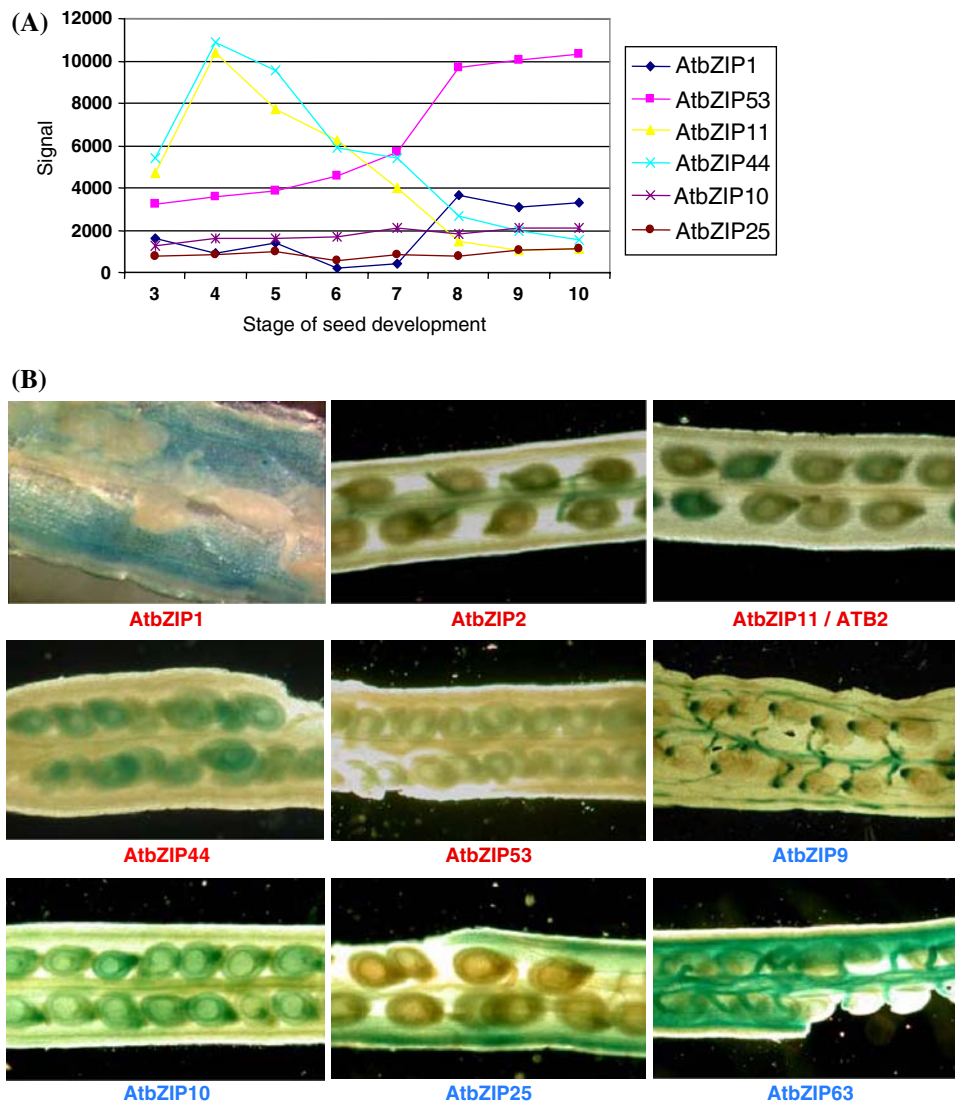 (A)
12000
10000
8000
6000
4000
2000
0
Signal
3 4 5 6 7 8 9 10
Stage of seed development
AtbZIP1
AtbZIP53
AtbZIP11
AtbZIP44
AtbZIP10
AtbZIP25
(B)
AtbZIP1 AtbZIP2 AtbZIP11 / ATB2
AtbZIP44 AtbZIP53 AtbZIP9
AtbZIP10 AtbZIP25 AtbZIP63